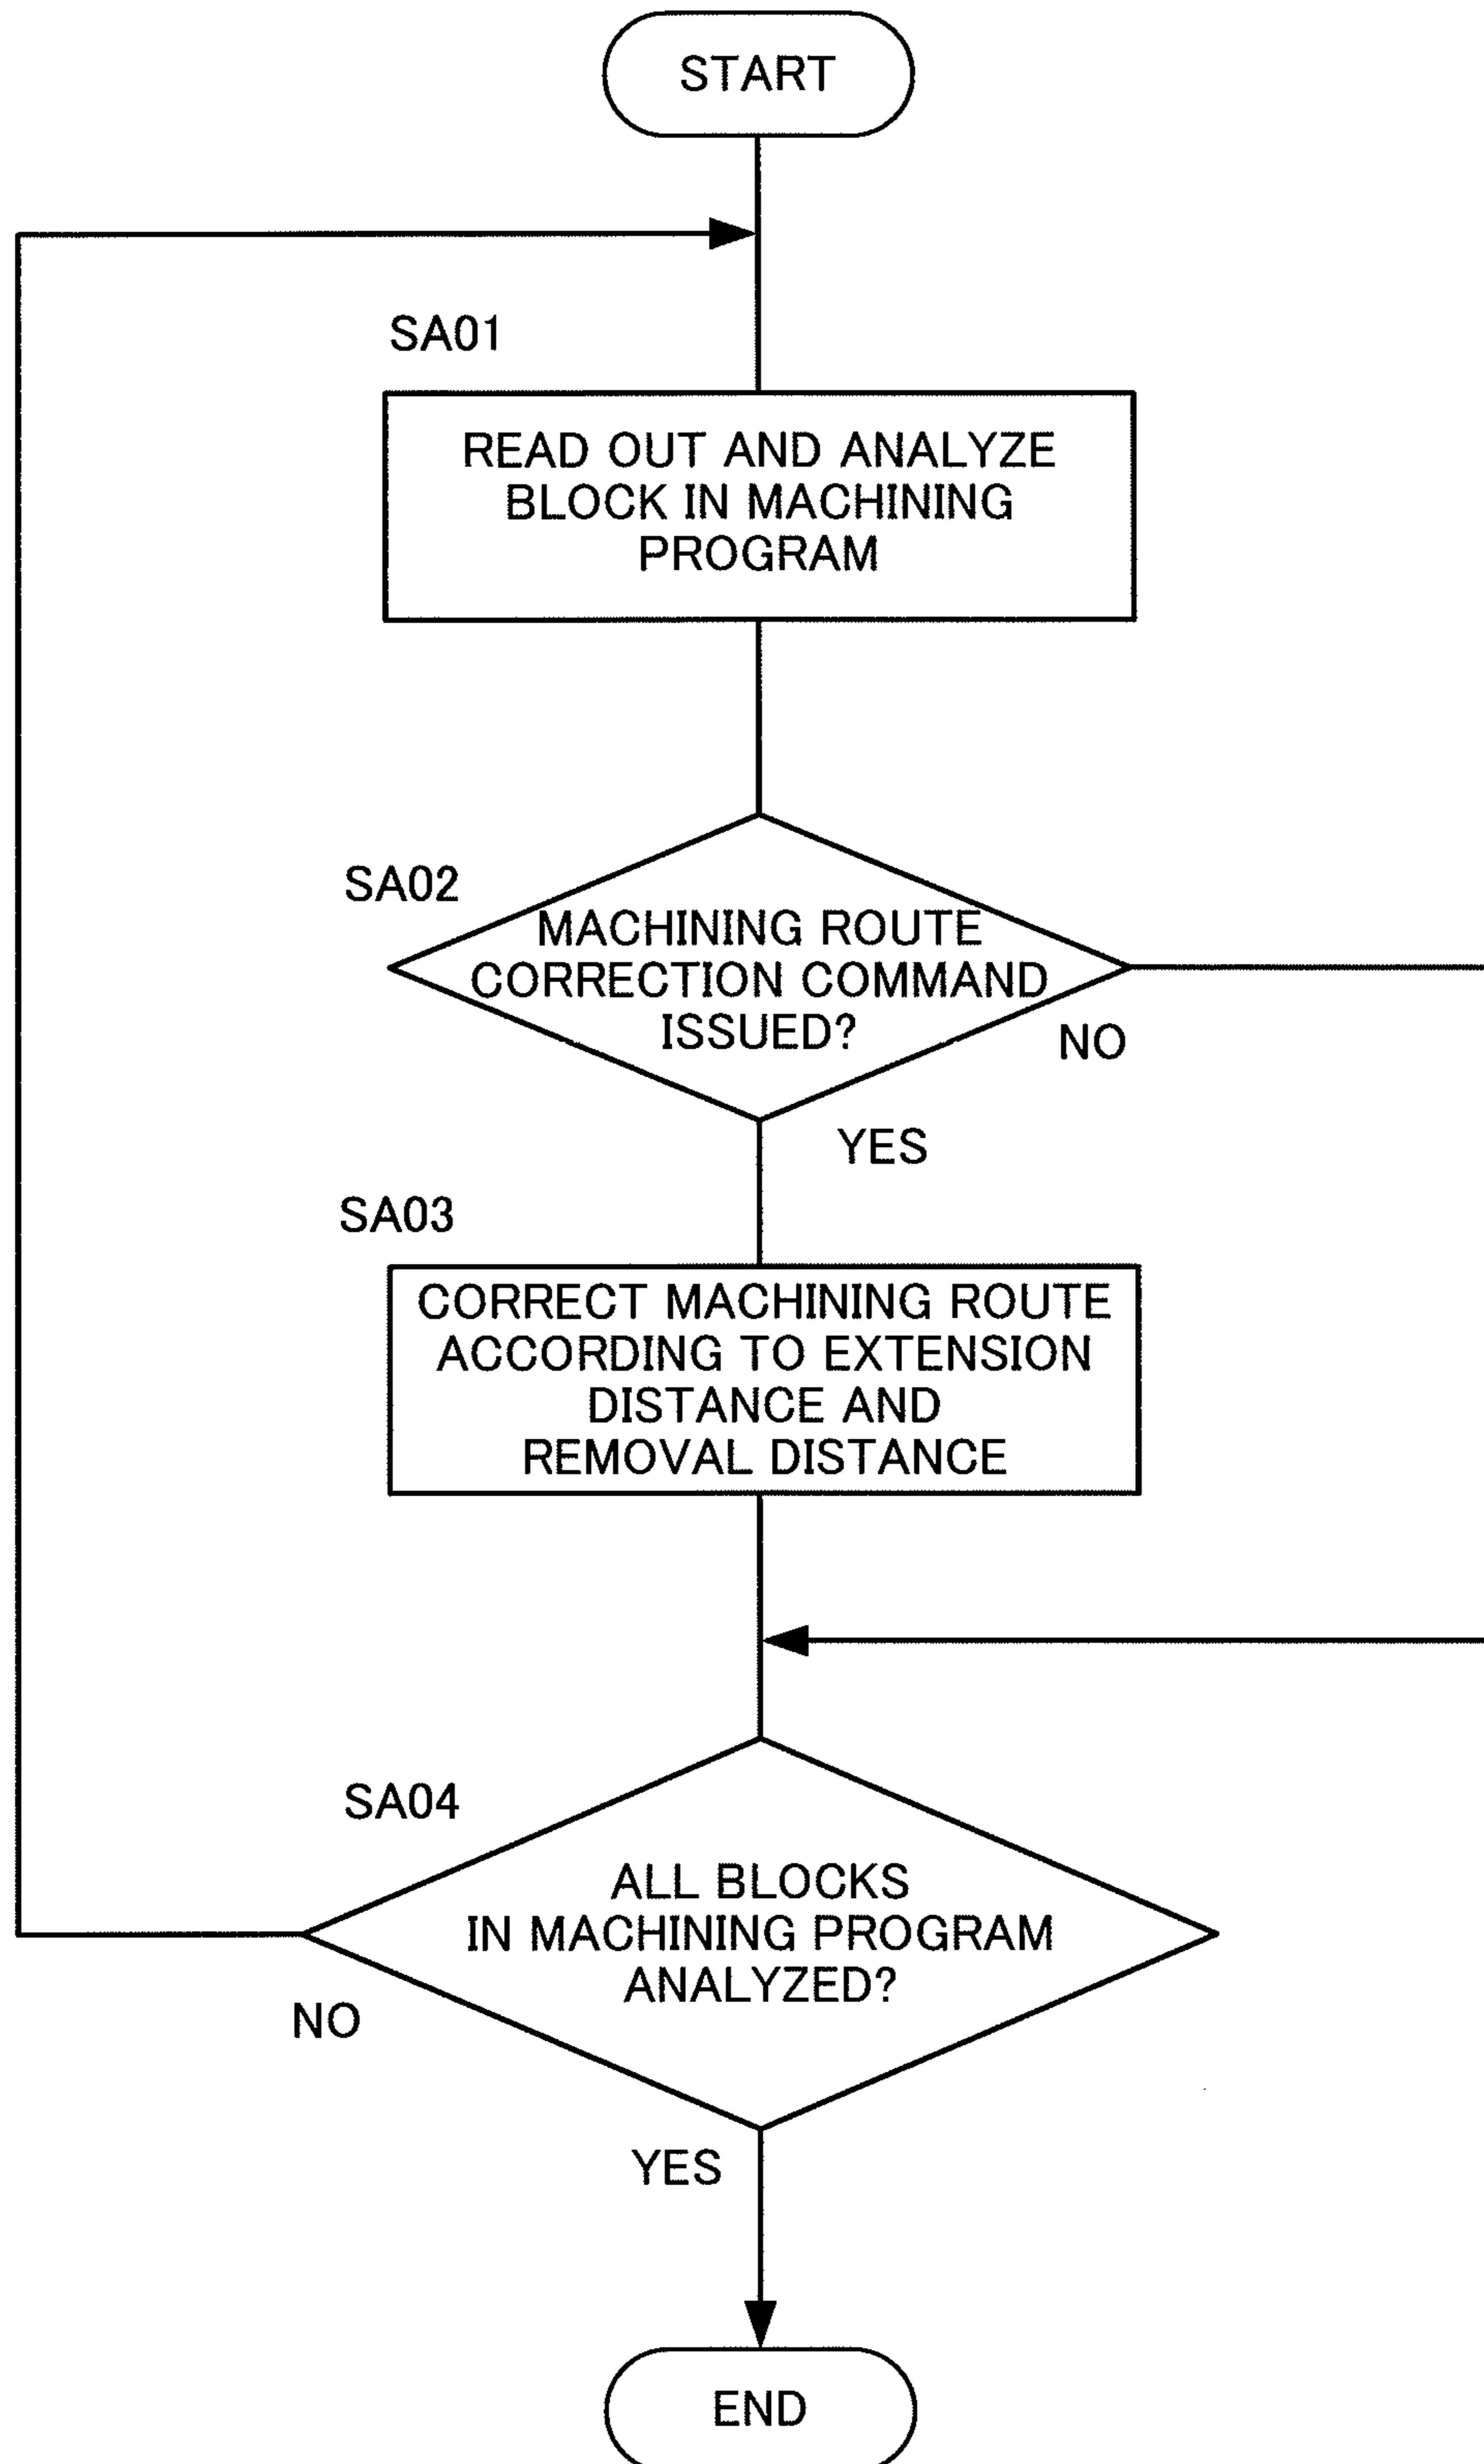 START
SA01
READ OUT AND ANALYZE
BLOCK IN MACHINING
PROGRAM
SA02
MACHINING ROUTE
CORRECTION COMMAND
ISSUED?
NO
YES
SA03
CORRECT MACHINING ROUTE
ACCORDING TO EXTENSION
DISTANCE AND
REMOVAL DISTANCE
SA04
ALL BLOCKS
IN MACHINING PROGRAM
ANALYZED?
NO
YES
END